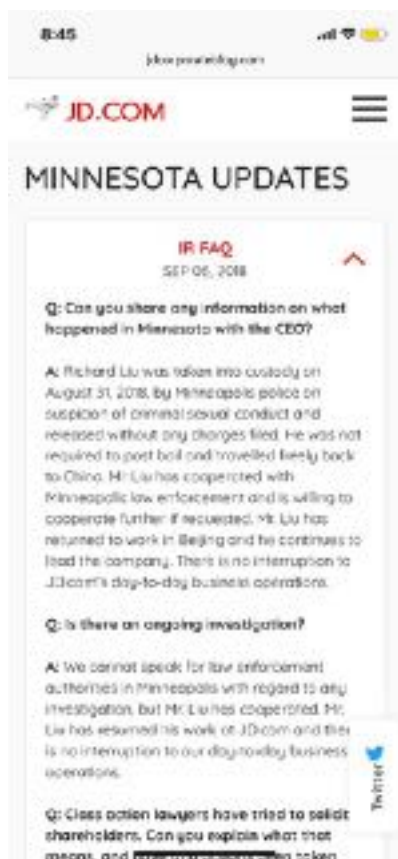 8:45
jdcorporateblog.com
JD.COM
MINNESOTA UPDATES
IR FAQ
SEP 06, 2018
Q: Can you share any information on what
happened in Minnesota with the CEO?
A: Richard Liu was taken into custody on
August 31, 2018, by Minneapolis police on
suspicion of criminal sexual conduct and
released without any charges filed. He was not
required to post bail and travelled freely back
to China. Mr. Liu has cooperated with
Minneapolis law enforcement and is willing to
cooperate further if requested. Mr. Liu has
returned to work in Beijing and he continues to
lead the company. There is no interruption to
JD.com's day-to-day business operations.
Q: Is there an ongoing investigation?
A: We cannot speak for law enforcement
authorities in Minneapolis with regard to any
investigation, but Mr. Liu has cooperated. Mr.
Liu has resumed his work at JD.com and ther
is no interruption to our day-to-day business
operations.
Twitter
Q: Class action lawyers have tried to solicit
shareholders. Can you explain what that
means, and taken